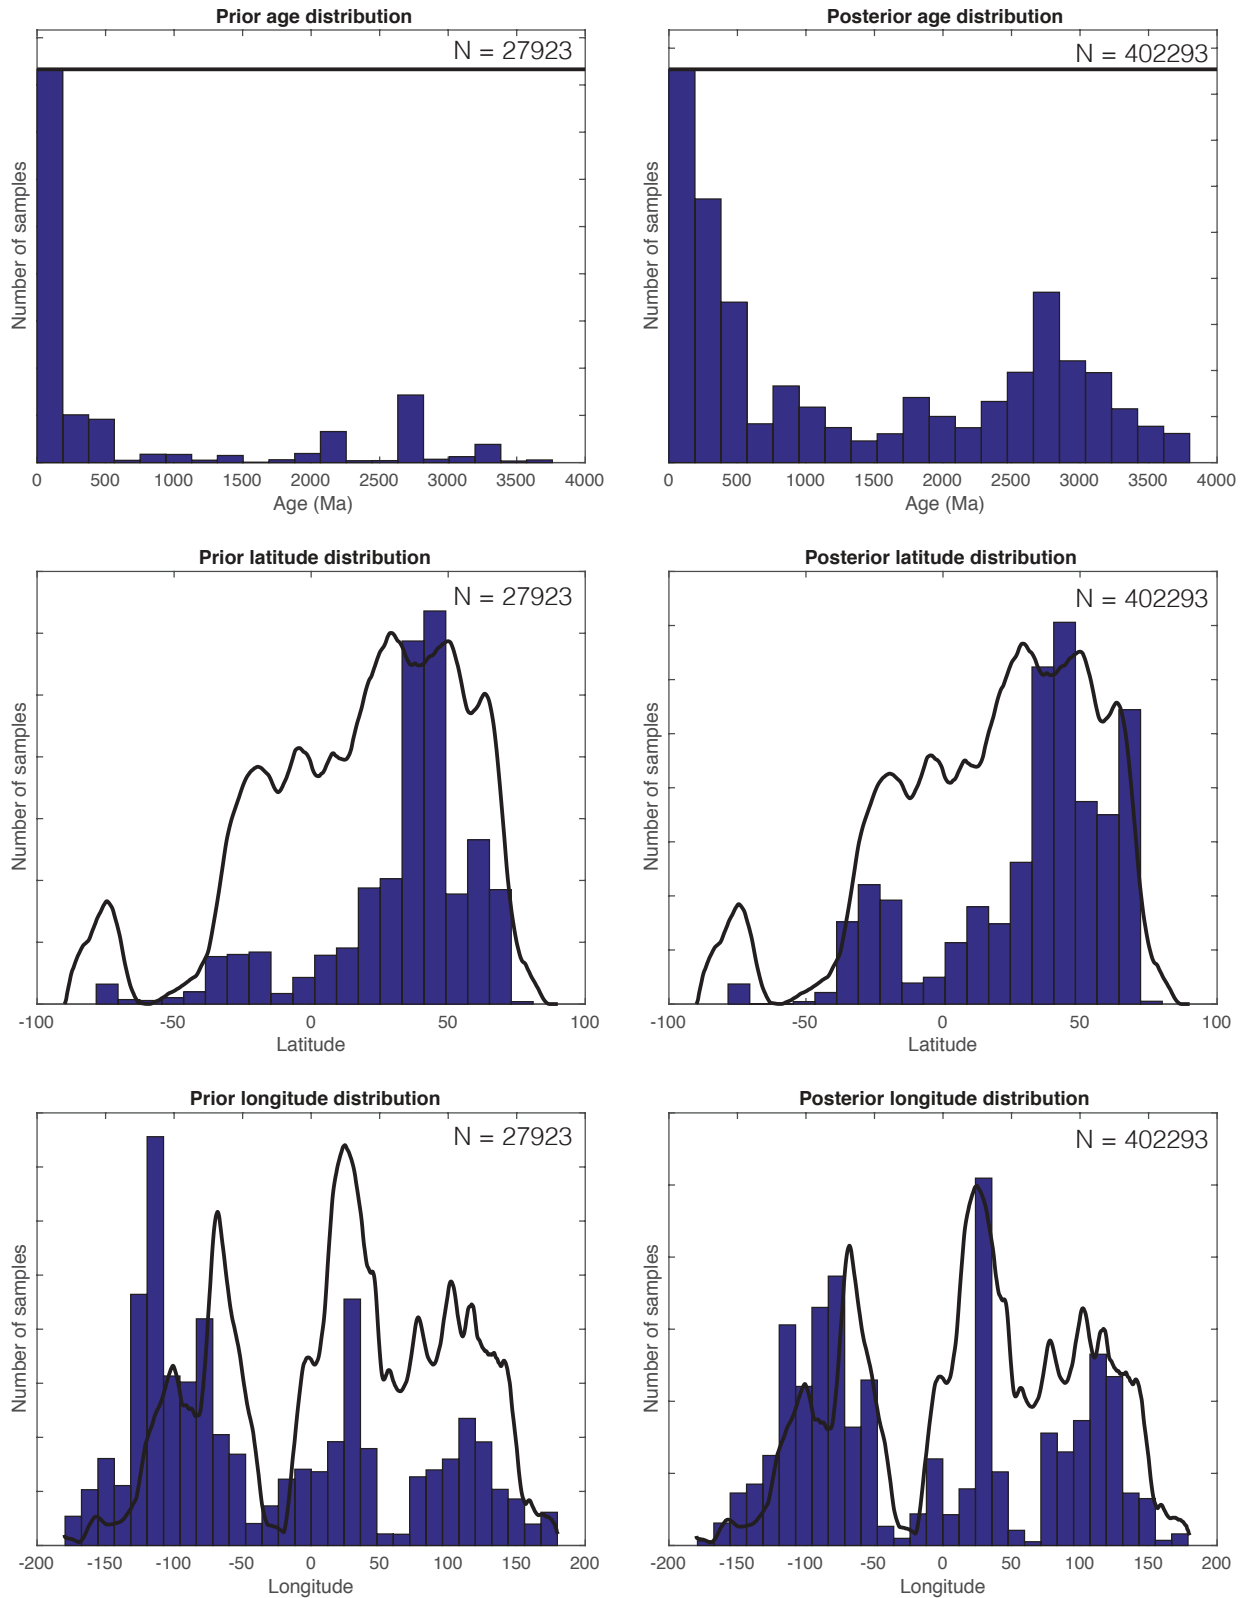 Prior age distribution
N = 27923
Number of samples
0 500 1000 1500 2000 2500 3000 3500 4000
Age (Ma)
Posterior age distribution
N = 402293
Number of samples
0 500 1000 1500 2000 2500 3000 3500 4000
Age (Ma)
Prior latitude distribution
N = 27923
Number of samples
-100 -50 0 50 100
Latitude
Posterior latitude distribution
N = 402293
Number of samples
-100 -50 0 50 100
Latitude
Prior longitude distribution
N = 27923
Number of samples
-200 -150 -100 -50 0 50 100 150 200
Longitude
Posterior longitude distribution
N = 402293
Number of samples
-200 -150 -100 -50 0 50 100 150 200
Longitude